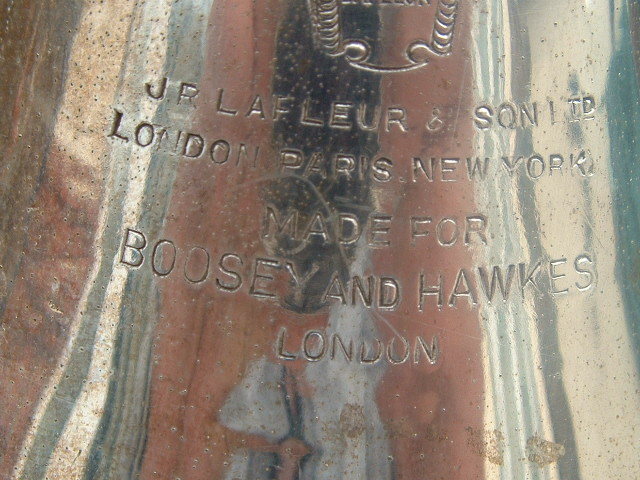 J R LAFLEUR & SON LTD
LONDON. PARIS. NEW YORK.
MADE FOR
BOOSEY AND HAWKES
LONDON